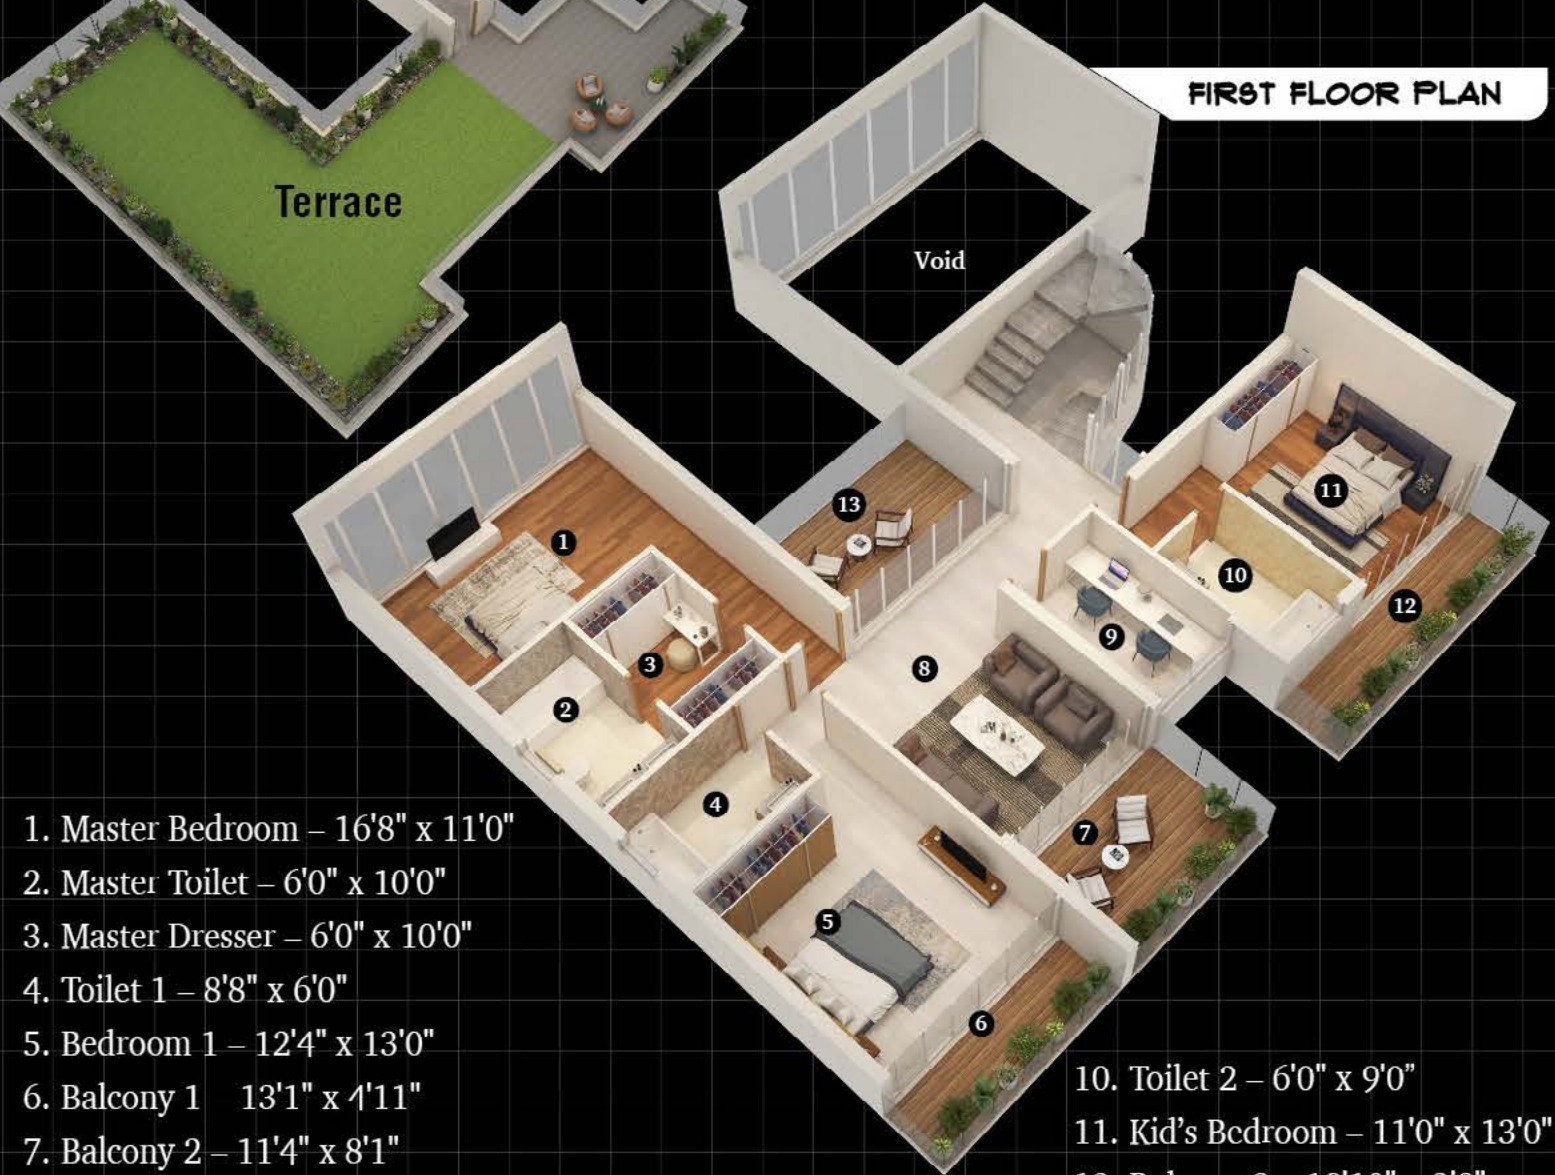 FIRST FLOOR PLAN
Terrace
Void
1
2
3
4
5
6
7
8
9
10
11
12
13
1. Master Bedroom – 16'8" x 11'0"
2. Master Toilet – 6'0" x 10'0"
3. Master Dresser – 6'0" x 10'0"
4. Toilet 1 – 8'8" x 6'0"
5. Bedroom 1 – 12'4" x 13'0"
6. Balcony 1 13'1" x 4'11"
7. Balcony 2 – 11'4" x 8'1"
10. Toilet 2 – 6'0" x 9'0”
11. Kid’s Bedroom – 11'0" x 13'0"